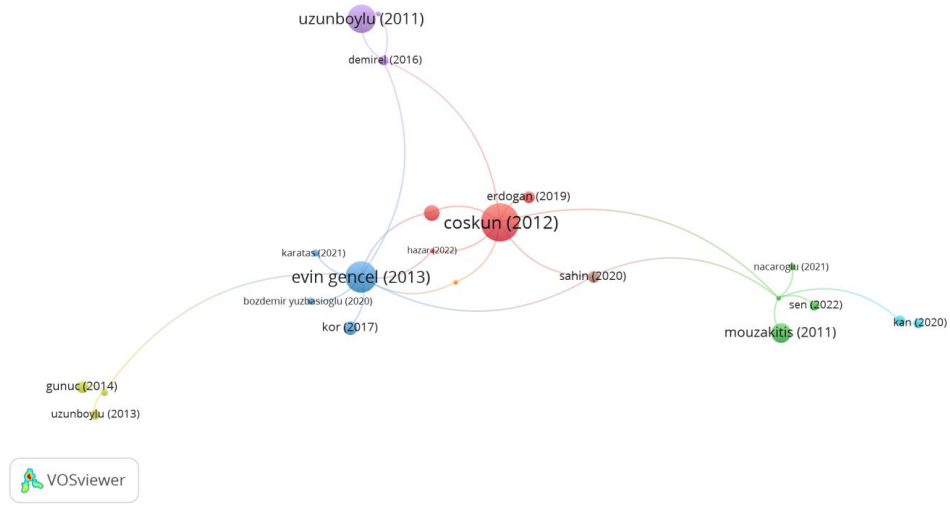 uzunboylu (2011)
demirel (2016)
erdogan (2019)
coskun (2012)
karatas (2021)
hazar (2022)
nacaroglu (2021)
evin gencel (2013)
sahin (2020)
bozdemir yuzbasioglu (2020)
sen (2022)
kor (2017)
mouzakitis (2011)
kan (2020)
gunuc (2014)
uzunboylu (2013)
VOSviewer